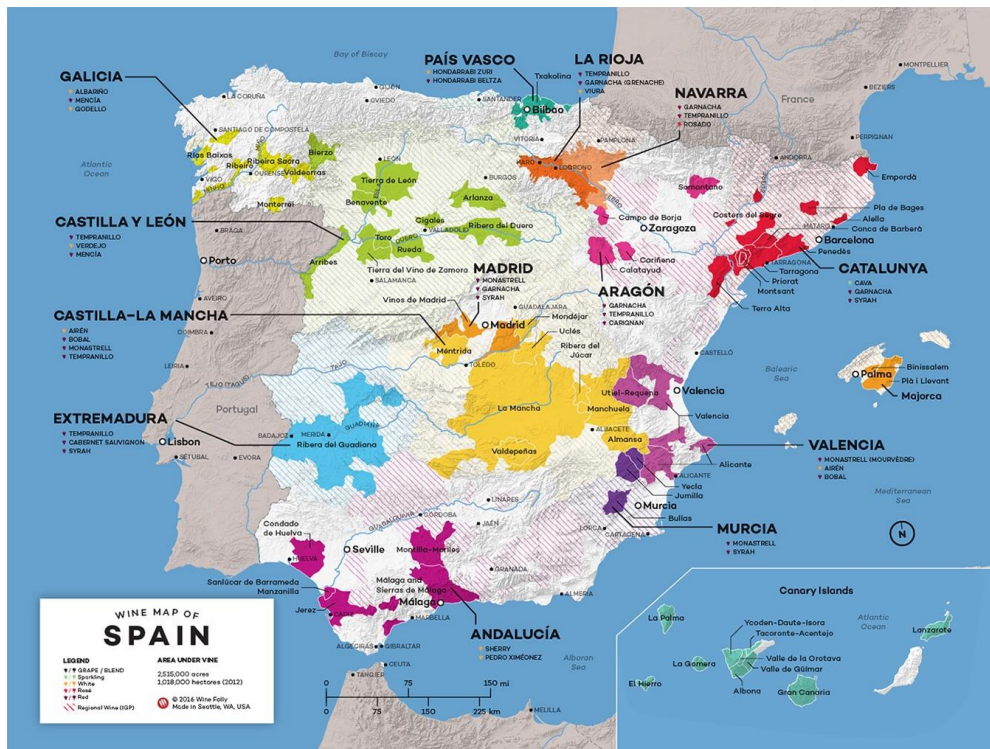 Bay of Biscay
GALICIA
ALBARIÑO
MENCÍA
GODELLO
PAÍS VASCO
HONDARRABI ZURI
HONDARRABI BELTZA
LA RIOJA
TEMPRANILLO
GARNACHA (GRENACHE)
VIURA
NAVARRA
GARNACHA
TEMPRANILLO
ROSADO
MONTPELLIER
BEZIERS
France
PERPIGNAN
ANDORRA
Txakolina
Bilbao
GIJÓN
OVIEDO
SANTANDER
LA CORUÑA
SANTIAGO DE COMPOSTELA
VITORIA
PAMPLONA
HARO
LOGROÑO
LEÓN
BURGOS
Atlantic
Ocean
Rías Baixas
Ribeiro
Ribeira Sacra
Valdeorras
Bierzo
VIGO
OURENSE
MIÑO
Monterrei
Tierra de León
Benavente
Arlanza
Cigales
VALLADOLID
Ribera del Duero
Toro
DUERO
Rueda
Arribes
Tierra del Vino de Zamora
SALAMANCA
EBRO
Somontano
Campo de Borja
Zaragoza
Cariñena
Calatayud
Costers del Segre
Empordà
Pla de Bages
Alella
MATARO
Conca de Barberà
Barcelona
Penedès
TARRAGONA
Tarragona
Priorat
Montsant
Terra Alta
CATALUNYA
CAVA
GARNACHA
SYRAH
CASTILLA Y LEÓN
TEMPRANILLO
VERDEJO
MENCÍA
BRAGA
Porto
AVEIRO
COIMBRA
LEIRIA
Portugal
TEJO (TAGUS)
TAJO
Lisbon
SETÚBAL
EVORA
MADRID
MONASTRELL
GARNACHA
SYRAH
Vinos de Madrid
Madrid
GUADALAJARA
Mondéjar
Uclés
Ribera del
Júcar
ARAGÓN
GARNACHA
TEMPRANILLO
CARIGNAN
CASTILLA-LA MANCHA
AIRÉN
BOBAL
MONASTRELL
TEMPRANILLO
Méntrida
TOLEDO
La Mancha
Manchuela
Valdepeñas
ALBACETE
Almansa
CASTELLÓ
Balearic
Sea
Palma
Binissalem
Plà i Llevant
Majorca
Utiel-Requena
Valencia
Valencia
VALENCIA
MONASTRELL (MOURVÈDRE)
AIRÉN
BOBAL
Alicante
ALICANTE
Yecla
Jumilla
Murcia
Bullas
LORCA
CARTAGENA
MURCIA
MONASTRELL
SYRAH
Mediterranean
Sea
N
EXTREMADURA
TEMPRANILLO
CABERNET SAUVIGNON
SYRAH
BADAJOZ
MERIDA
GUADIANA
Ribera del Guadiana
LINARES
CÓRDOBA
GUADALQUIVIR
JAÉN
GRANADA
ALMERIA
Condado
de Huelva
HUELVA
Seville
Montilla-Moriles
Sanlúcar de Barrameda
Manzanilla
Jerez
CADIZ
Málaga and
Sierras de Málaga
Málaga
MARBELLA
ALGECIRAS
GIBRALTAR
CEUTA
TANGIER
MELILLA
Alboran
Sea
ANDALUCÍA
SHERRY
PEDRO XIMÉONEZ
0 75 150 mi
0 75 150 225 km
WINE MAP OF
SPAIN
LEGEND
GRAPE / BLEND
Sparkling
White
Rosé
Red
Regional Wine (IGP)
AREA UNDER VINE
2,515,000 acres
1,018,000 hectares (2012)
© 2016 Wine Folly
Made in Seattle, WA, USA
Canary Islands
Atlantic
Ocean
La Palma
Ycoden-Daute-Isora
Tacoronte-Acentejo
Lanzarote
La Gomera
Valle de la Orotava
Valle de Güímar
El Hierro
Albona
Gran Canaria